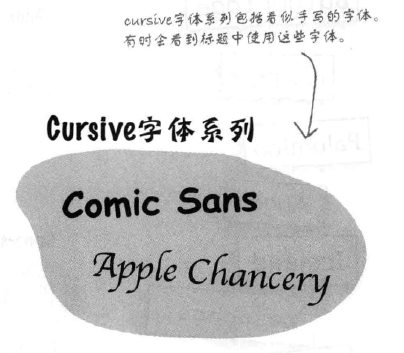 cursive字体系列包括看似手写的字体。
有时会看到标题中使用这些字体。
Cursive字体系列
Comic Sans
Apple Chancery